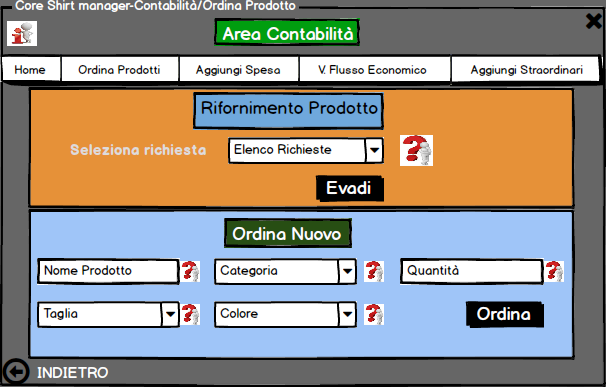 Core Shirt manager-Contabilità/Ordina Prodotto
Area Contabilità
Home Ordina Prodotti Aggiungi Spesa V. Flusso Economico Aggiungi Straordinari
Rifornimento Prodotto
Seleziona richiesta Elenco Richieste
Evadi
Ordina Nuovo
Nome Prodotto Categoria Quantità
Taglia Colore Ordina
INDIETRO